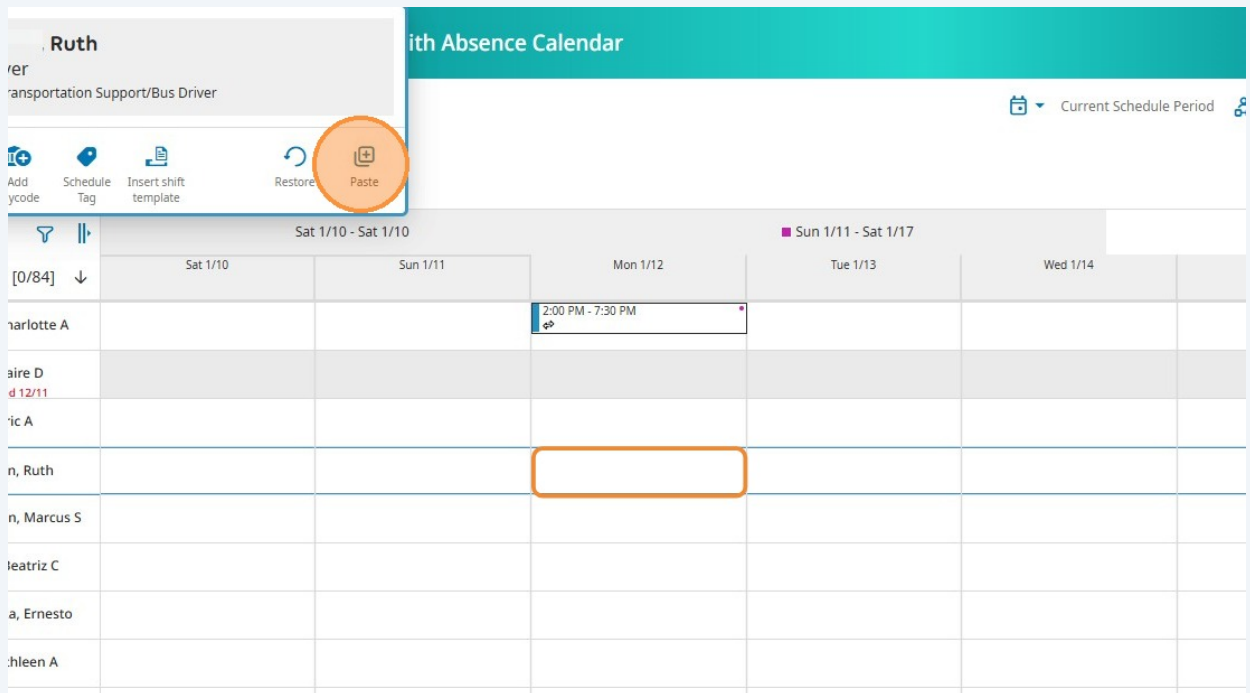 , Ruth
ith Absence Calendar
ver
ransportation Support/Bus Driver
Current Schedule Period
Add
ycode
Schedule
Tag
Insert shift
template
Restore
Paste
Sat 1/10 - Sat 1/10
Sun 1/11 - Sat 1/17
[0/84]
Sat 1/10
Sun 1/11
Mon 1/12
Tue 1/13
Wed 1/14
harlotte A
2:00 PM - 7:30 PM
aire D
d 12/11
ric A
n, Ruth
n, Marcus S
Beatriz C
a, Ernesto
thleen A